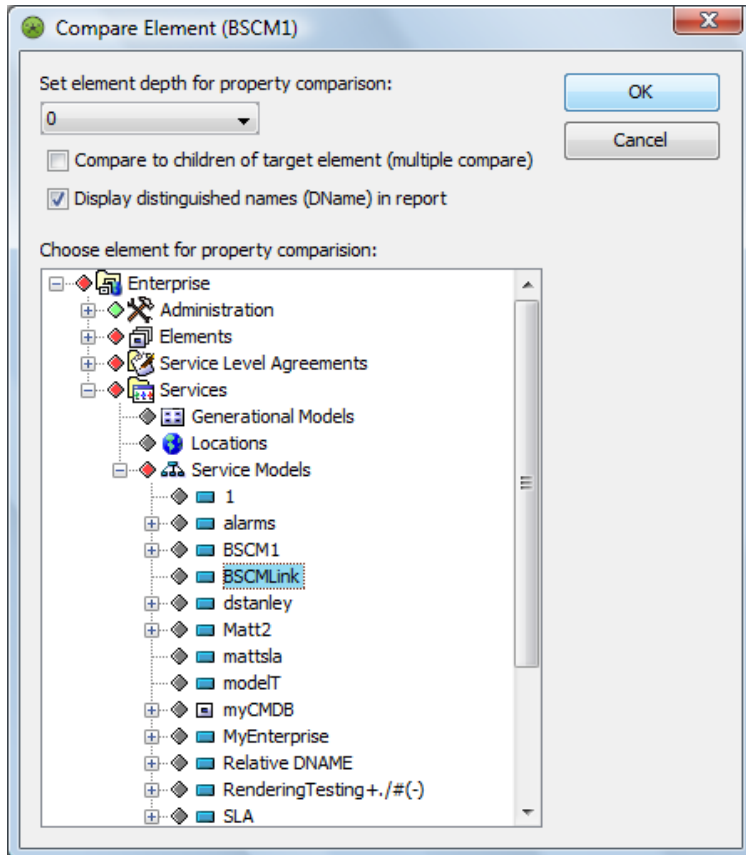 Compare Element (BSCM1)
Set element depth for property comparison:
OK
0
Cancel
Compare to children of target element (multiple compare)
Display distinguished names (DName) in report
Choose element for property comparision:
Enterprise
Administration
Elements
Service Level Agreements
Services
Generational Models
Locations
Service Models
1
alarms
BSCM1
BSCMLink
dstanley
Matt2
mattsla
modelT
myCMDB
MyEnterprise
Relative DNAME
RenderingTesting+./#(-)
SLA